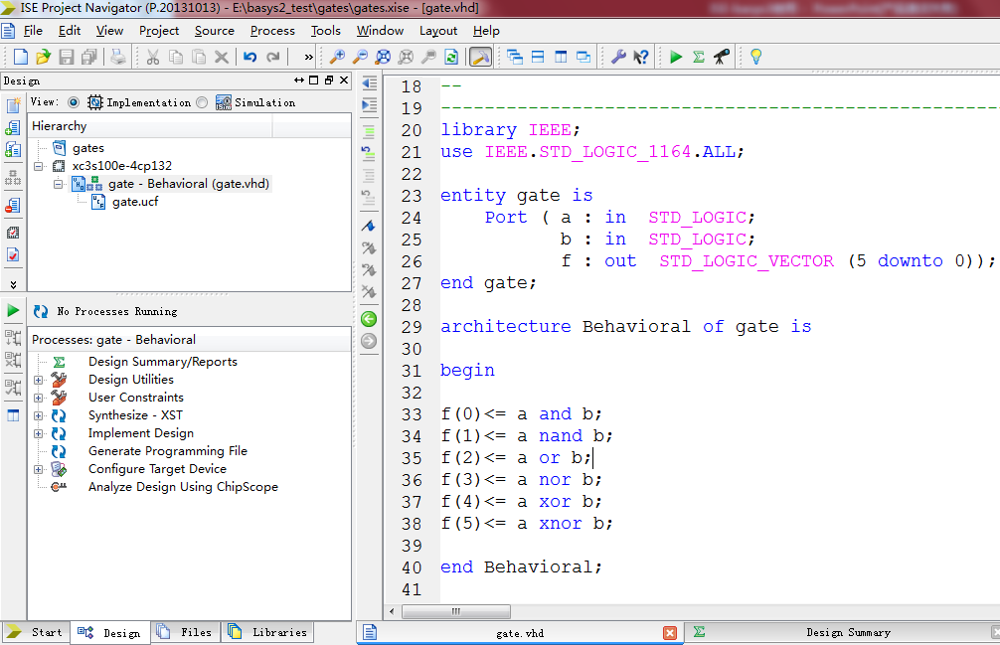 ISE Project Navigator (P.20131013) - E:\basys2_test\gates\gates.xise - [gate.vhd]
File Edit View Project Source Process Tools Window Layout Help
Design
View: Implementation Simulation
Hierarchy
gates
xc3s100e-4cp132
gate - Behavioral (gate.vhd)
gate.ucf
No Processes Running
Processes: gate - Behavioral
Design Summary/Reports
Design Utilities
User Constraints
Synthesize - XST
Implement Design
Generate Programming File
Configure Target Device
Analyze Design Using ChipScope
Start Design Files Libraries
18 --
19 ----------------------------------------------------
20 library IEEE;
21 use IEEE.STD_LOGIC_1164.ALL;
22
23 entity gate is
24 Port ( a : in STD_LOGIC;
25 b : in STD_LOGIC;
26 f : out STD_LOGIC_VECTOR (5 downto 0));
27 end gate;
28
29 architecture Behavioral of gate is
30
31 begin
32
33 f(0)<= a and b;
34 f(1)<= a nand b;
35 f(2)<= a or b;
36 f(3)<= a nor b;
37 f(4)<= a xor b;
38 f(5)<= a xnor b;
39
40 end Behavioral;
41
gate.vhd Design Summary